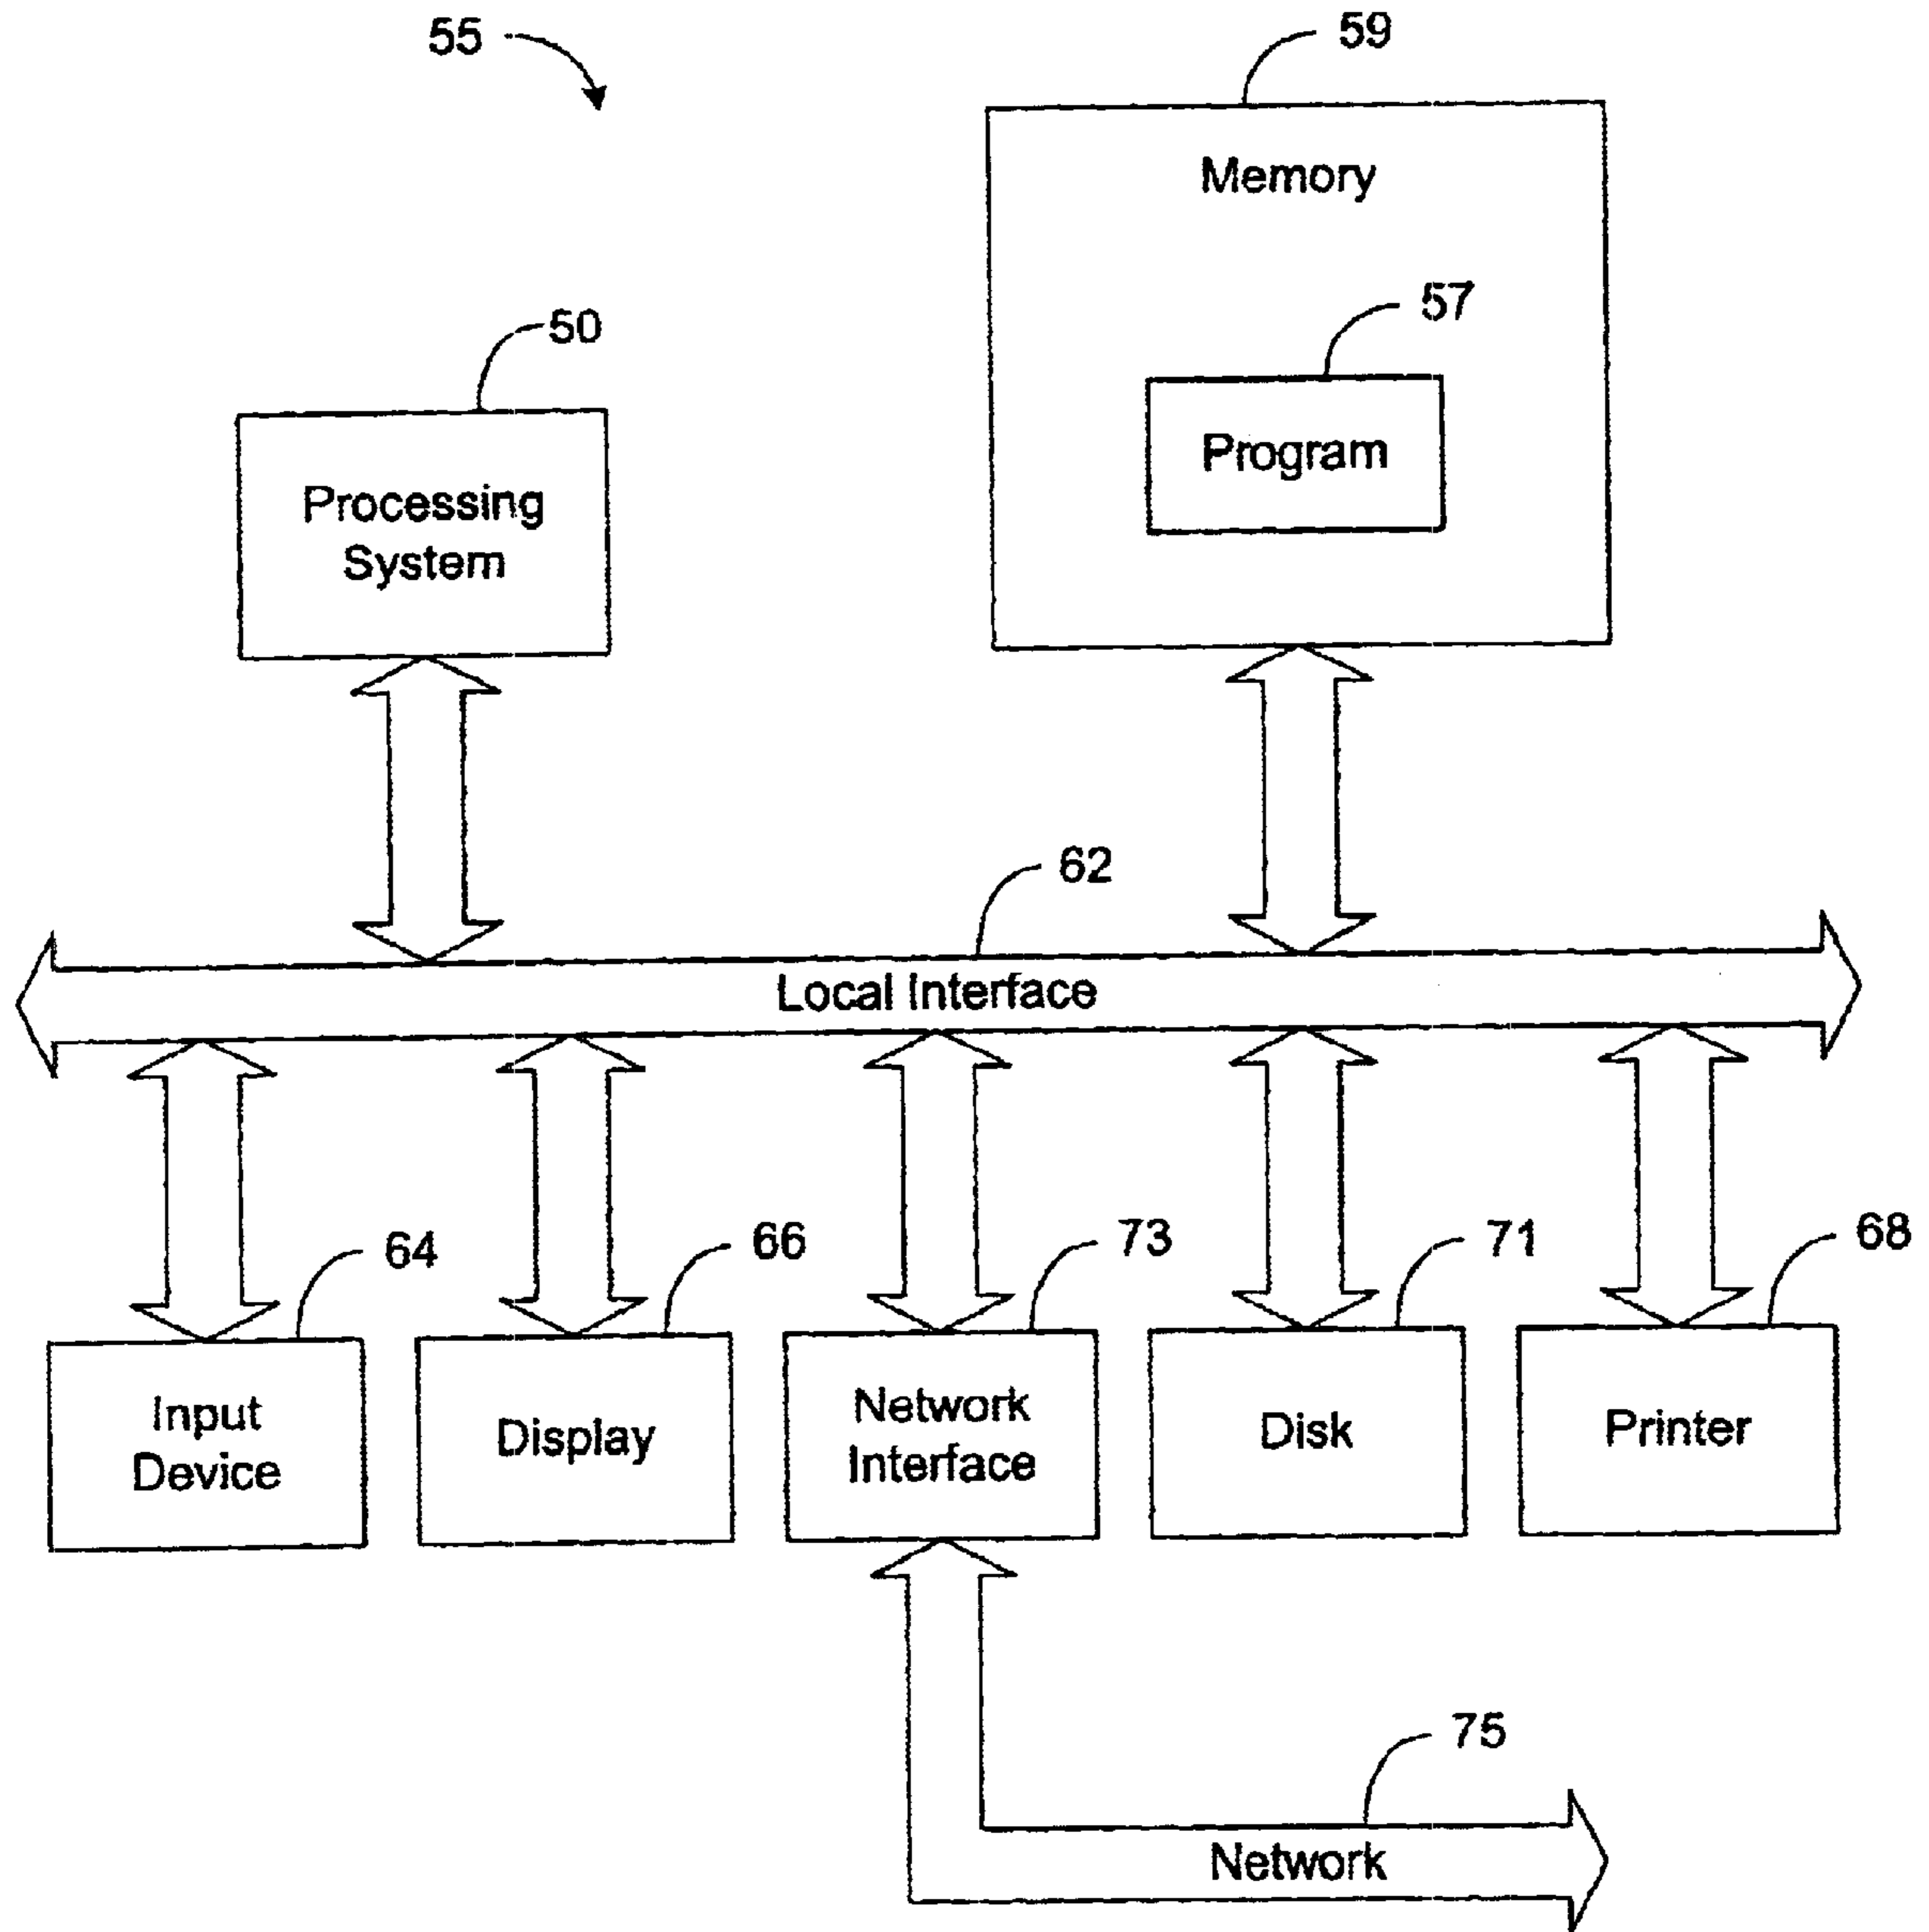 55
59
Memory
57
Program
50
Processing
System
62
Local Interface
64
66
73
71
68
Input
Device
Display
Network
Interface
Disk
Printer
75
Network